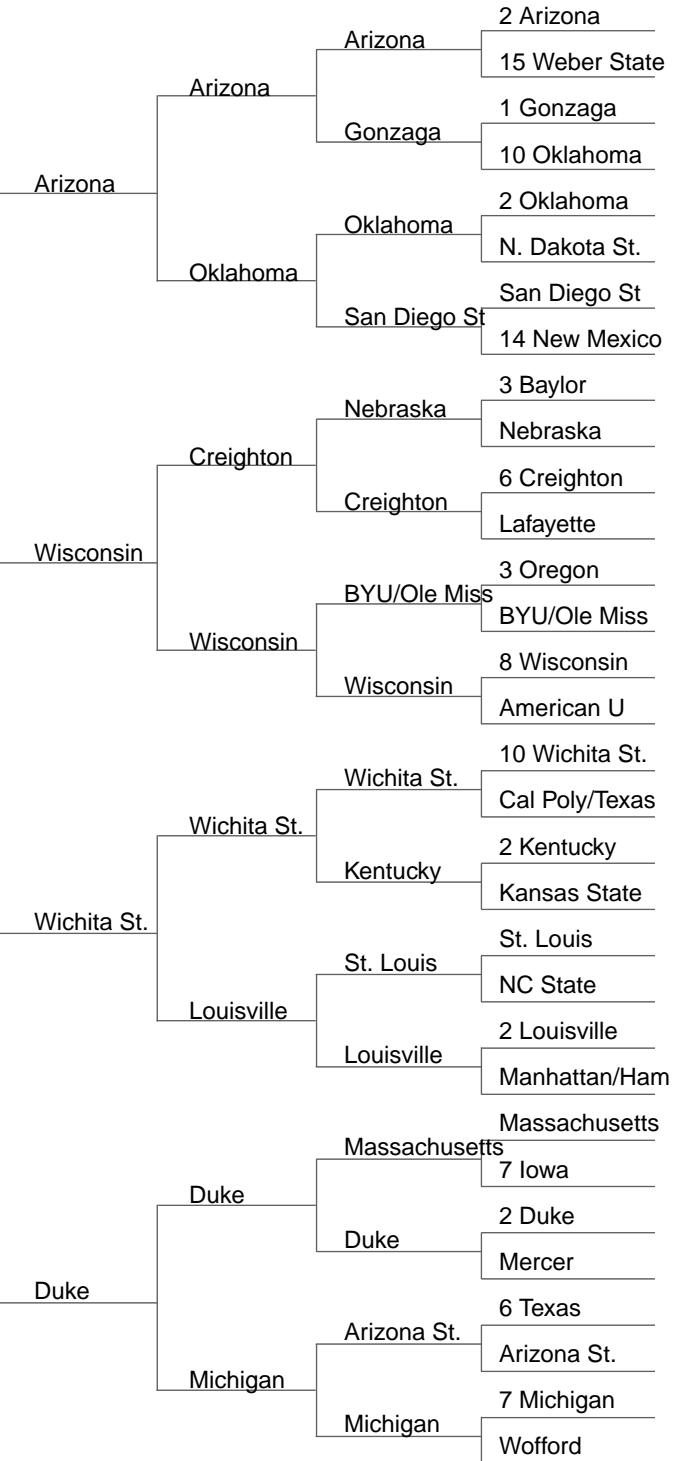 2 Arizona
Arizona
15 Weber State
Arizona
1 Gonzaga
Gonzaga
10 Oklahoma
Arizona
2 Oklahoma
Oklahoma
N. Dakota St.
Oklahoma
San Diego St
San Diego St
14 New Mexico
3 Baylor
Nebraska
Nebraska
Creighton
6 Creighton
Creighton
Lafayette
Wisconsin
3 Oregon
BYU/Ole Miss
BYU/Ole Miss
Wisconsin
8 Wisconsin
Wisconsin
American U
10 Wichita St.
Wichita St.
Cal Poly/Texas
Wichita St.
2 Kentucky
Kentucky
Kansas State
Wichita St.
St. Louis
St. Louis
NC State
Louisville
2 Louisville
Louisville
Manhattan/Ham
Massachusetts
Massachusetts
7 Iowa
Duke
2 Duke
Duke
Mercer
Duke
6 Texas
Arizona St.
Arizona St.
Michigan
7 Michigan
Michigan
Wofford